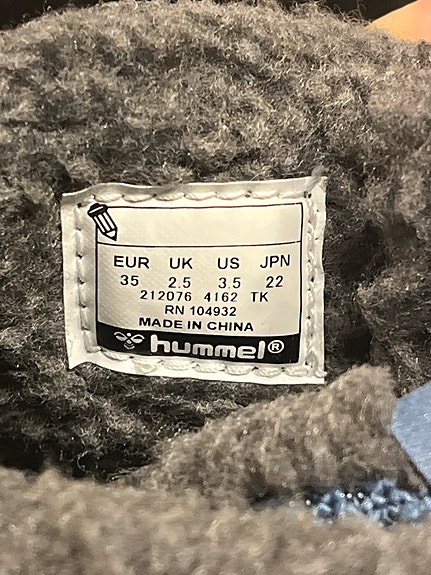 EUR UK US JPN
35 2.5 3.5 22
212076 4162 TK
RN 104932
MADE IN CHINA
hummel®